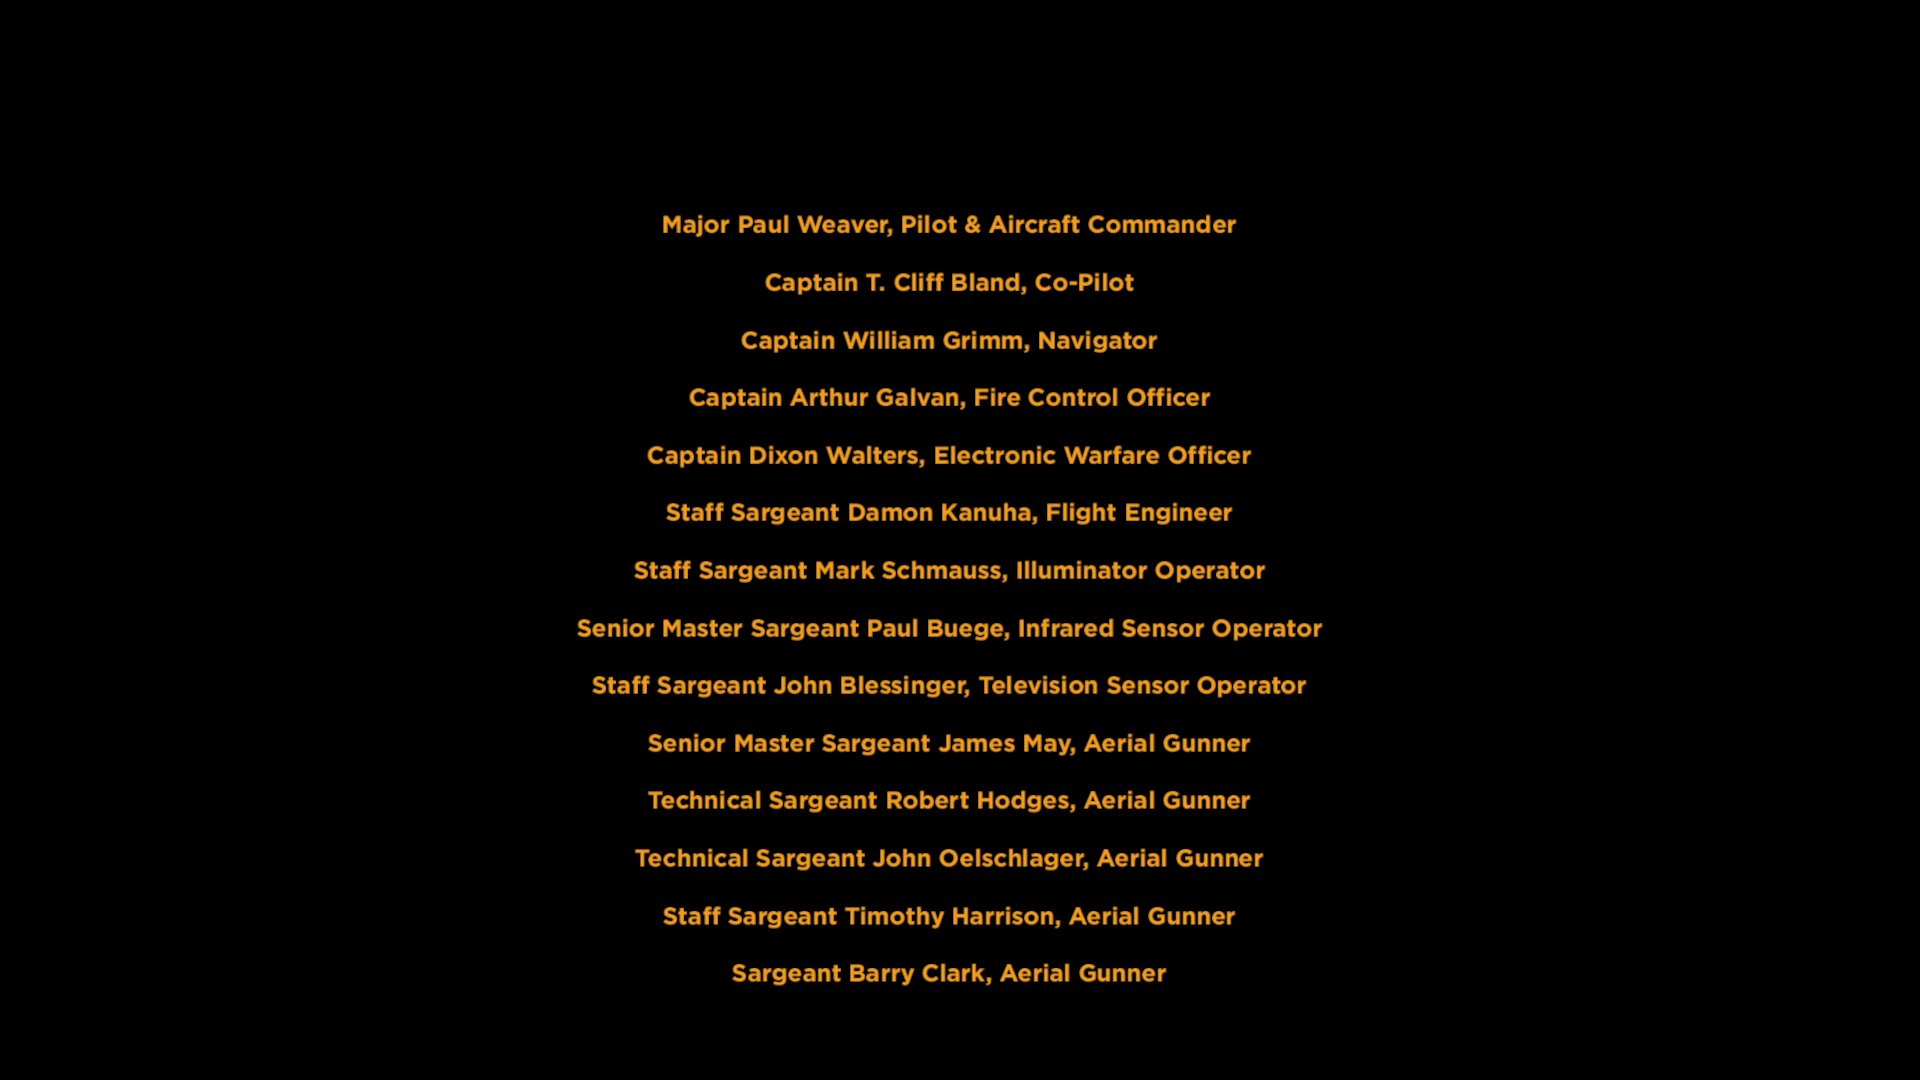 Major Paul Weaver, Pilot & Aircraft Commander
Captain T. Cliff Bland, Co-Pilot
Captain William Grimm, Navigator
Captain Arthur Galvan, Fire Control Officer
Captain Dixon Walters, Electronic Warfare Officer
Staff Sargeant Damon Kanuha, Flight Engineer
Staff Sargeant Mark Schmauss, Illuminator Operator
Senior Master Sargeant Paul Buege, Infrared Sensor Operator
Staff Sargeant John Blessinger, Television Sensor Operator
Senior Master Sargeant James May, Aerial Gunner
Technical Sargeant Robert Hodges, Aerial Gunner
Technical Sargeant John Oelschlager, Aerial Gunner
Staff Sargeant Timothy Harrison, Aerial Gunner
Sargeant Barry Clark, Aerial Gunner